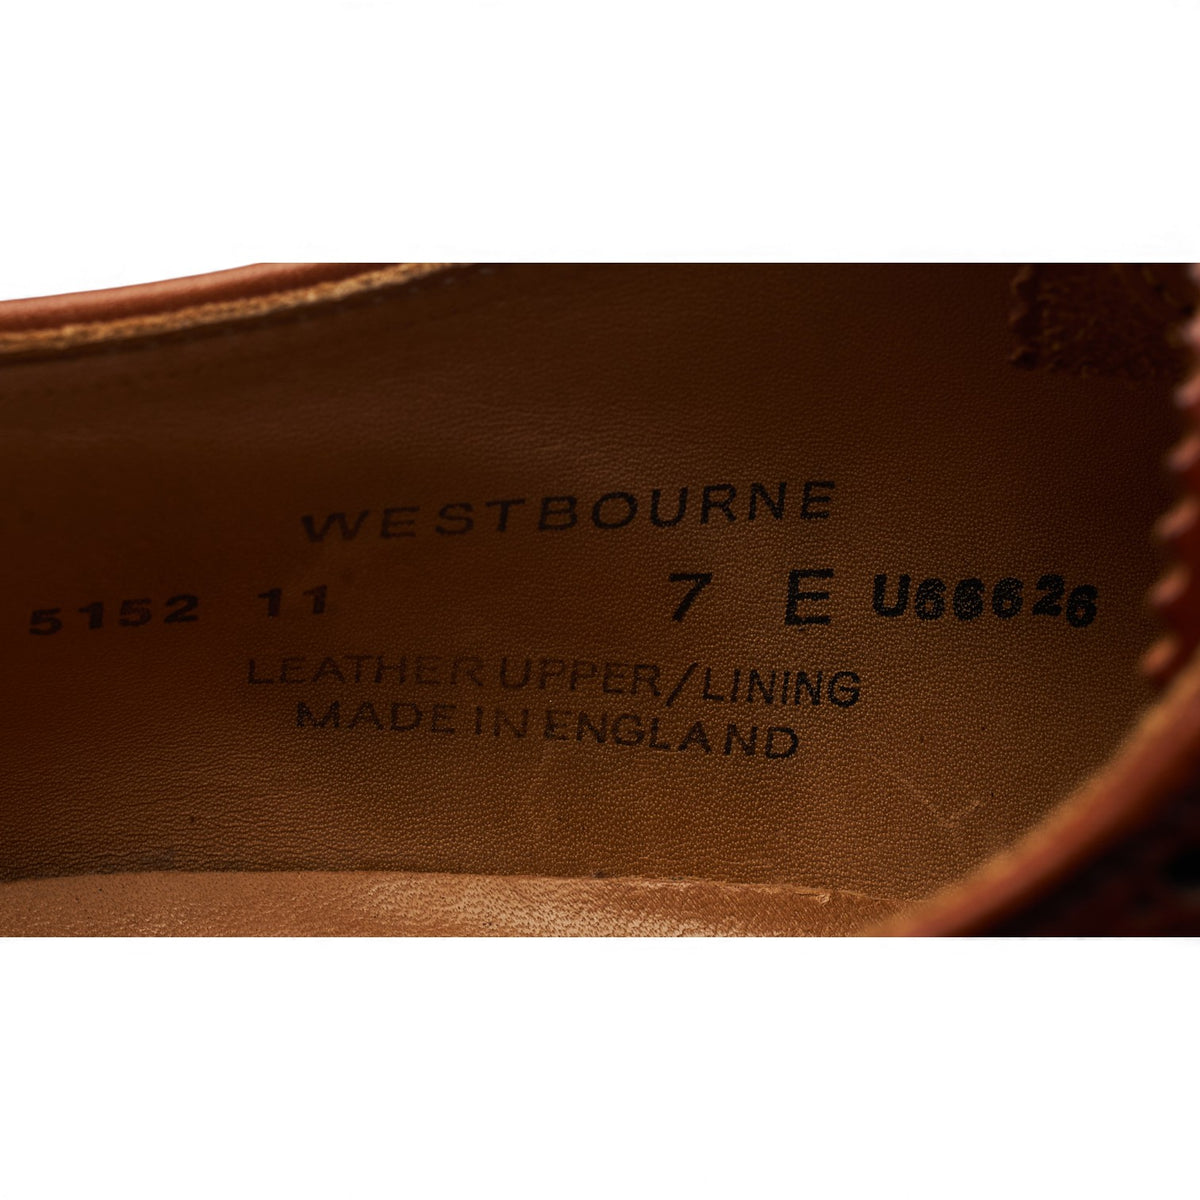 WESTBOURNE
5152 11 7 E U66626
LEATHER UPPER/LINING
MADE IN ENGLAND